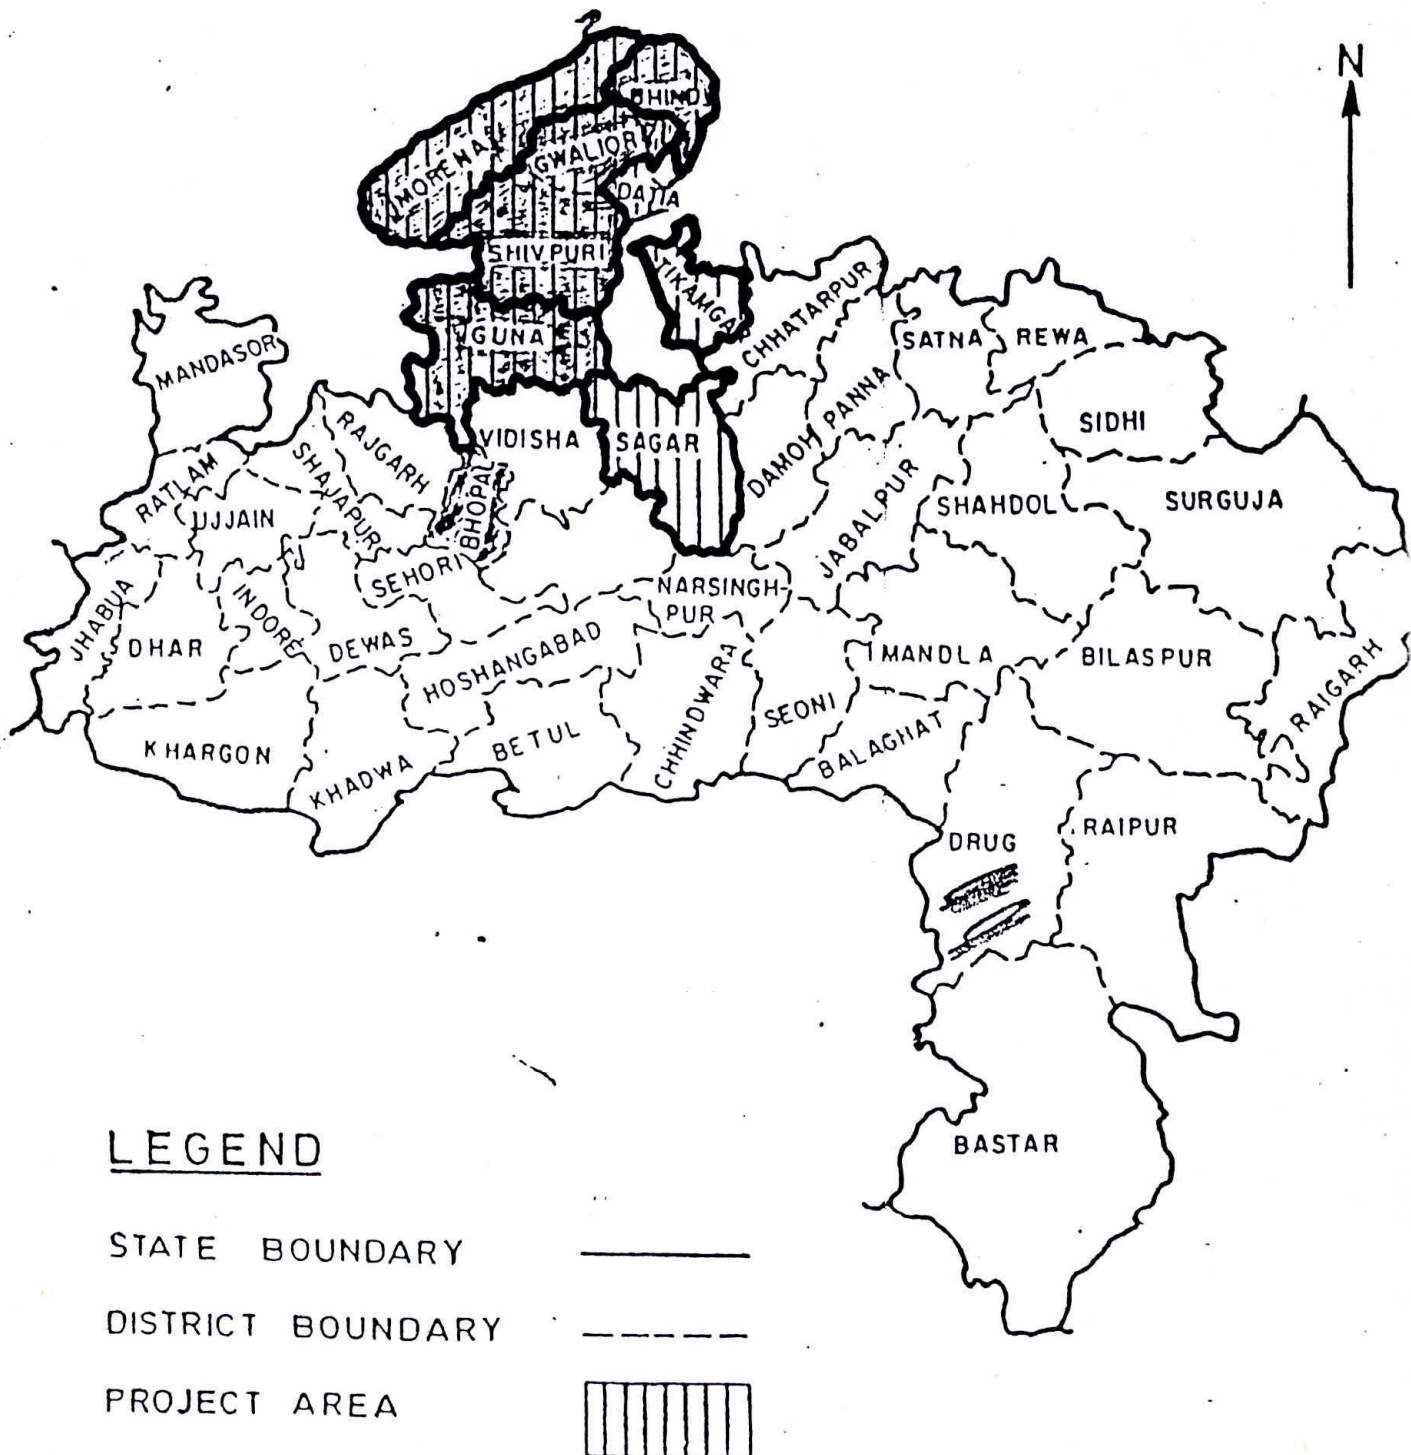 N
BHIND
MORENA
GWALIOR
DATIA
SHIVPURI
TIKAMGAR
GUNA
CHHATARPUR
SATNA
REWA
MANDASOR
PANNA
SIDHI
RAJGARH
VIDISHA
SAGAR
DAMOH
RATLAM
SHAJAPUR
BHOPAL
JABALPUR
SHAHDOL
SURGUJA
UJJAIN
SEHORI
NARSINGH-
PUR
JHABUA
INDORE
DHAR
DEWAS
HOSHANGABAD
MANDLA
BILASPUR
RAIGARH
CHHINDWARA
SEONI
BALAGHAT
KHARGON
KHADWA
BETUL
DRUG
RAIPUR
BASTAR
LEGEND
STATE BOUNDARY
DISTRICT BOUNDARY
PROJECT AREA